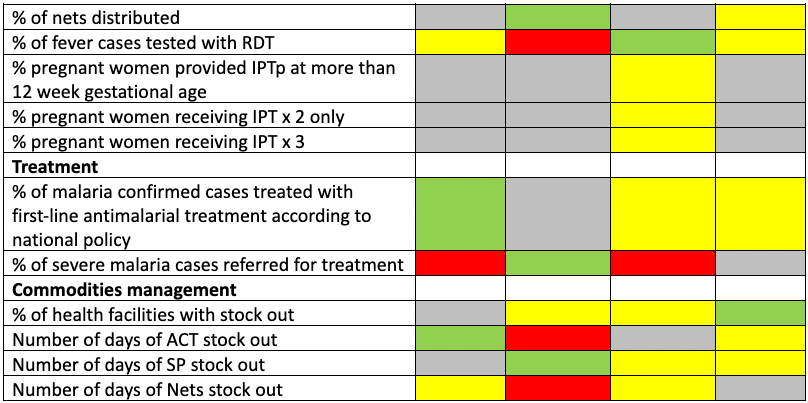 % of nets distributed
% of fever cases tested with RDT
% pregnant women provided IPTp at more than
12 week gestational age
% pregnant women receiving IPT x 2 only
% pregnant women receiving IPT x 3
Treatment
% of malaria confirmed cases treated with
first-line antimalarial treatment according to
national policy
% of severe malaria cases referred for treatment
Commodities management
% of health facilities with stock out
Number of days of ACT stock out
Number of days of SP stock out
Number of days of Nets stock out